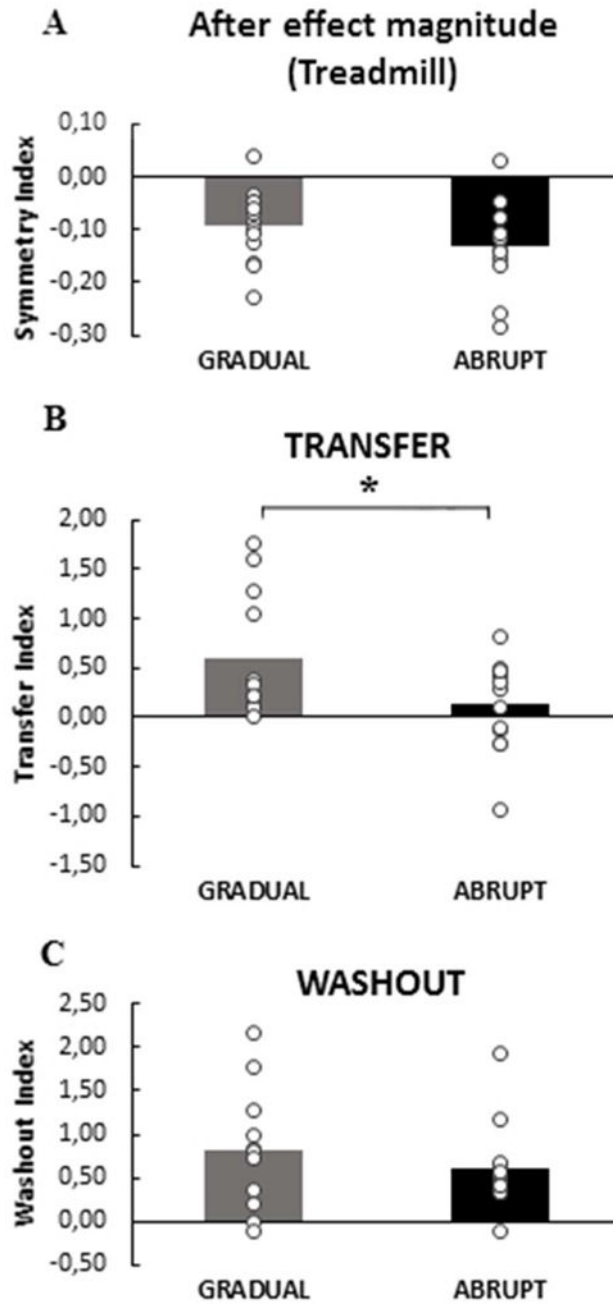 A
After effect magnitude
(Treadmill)
Symmetry Index
0,10
0,00
-0,10
-0,20
-0,30
GRADUAL ABRUPT
B
TRANSFER
*
Transfer Index
2,00
1,50
1,00
0,50
0,00
-0,50
-1,00
-1,50
GRADUAL ABRUPT
C
WASHOUT
Washout Index
2,50
2,00
1,50
1,00
0,50
0,00
-0,50
GRADUAL ABRUPT